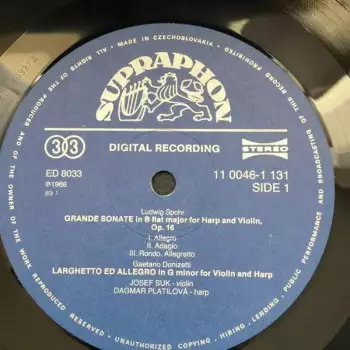 MADE IN CZECHOSLOVAKIA
ALL RIGHTS OF THE PRODUCER AND OF THE OWNER OF THE WORK REPRODUCED RESERVED · UNAUTHORIZED COPYING, HIRING, LENDING, PUBLIC PERFORMANCE AND BROADCASTING OF THIS RECORD PROHIBITED
SUPRAPHON
33
DIGITAL RECORDING
STEREO
ED 8033
11 0046-1 131
℗1988
SIDE 1
89 1
Ludwig Spohr
GRANDE SONATE in B flat major for Harp and Violin,
Op. 16
I. Allegro
II. Adagio
III. Rondo. Allegretto
Gaetano Donizetti
LARGHETTO ED ALLEGRO in G minor for Violin and Harp
JOSEF SUK - violin
DAGMAR PLATILOVÁ - harp